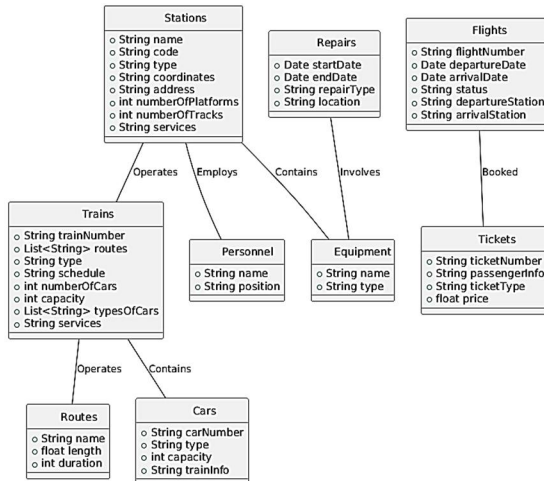 Stations
String name
String code
String type
String coordinates
String address
int numberOfPlatforms
int numberOfTracks
String services
Repairs
Date startDate
Date endDate
String repairType
String location
Flights
String flightNumber
Date departureDate
Date arrivalDate
String status
String departureStation
String arrivalStation
Operates
Employs
Contains
Involves
Booked
Trains
String trainNumber
List<String> routes
String type
String schedule
int numberOfCars
int capacity
List<String> typesOfCars
String services
Personnel
String name
String position
Equipment
String name
String type
Tickets
String ticketNumber
String passengerInfo
String ticketType
float price
Operates
Contains
Routes
String name
float length
int duration
Cars
String carNumber
String type
int capacity
String trainInfo